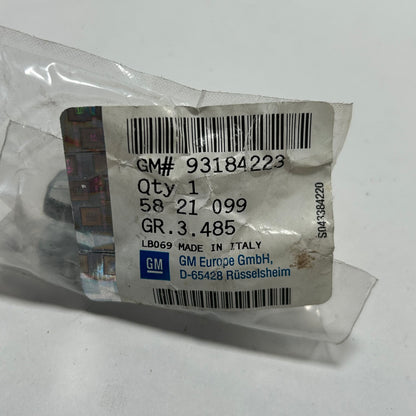 GM# 93184223
Qty 1
58 21 099
GR.3.485
LB069 MADE IN ITALY
GM
GM Europe GmbH,
D-65428 Rüsselsheim
S043384220